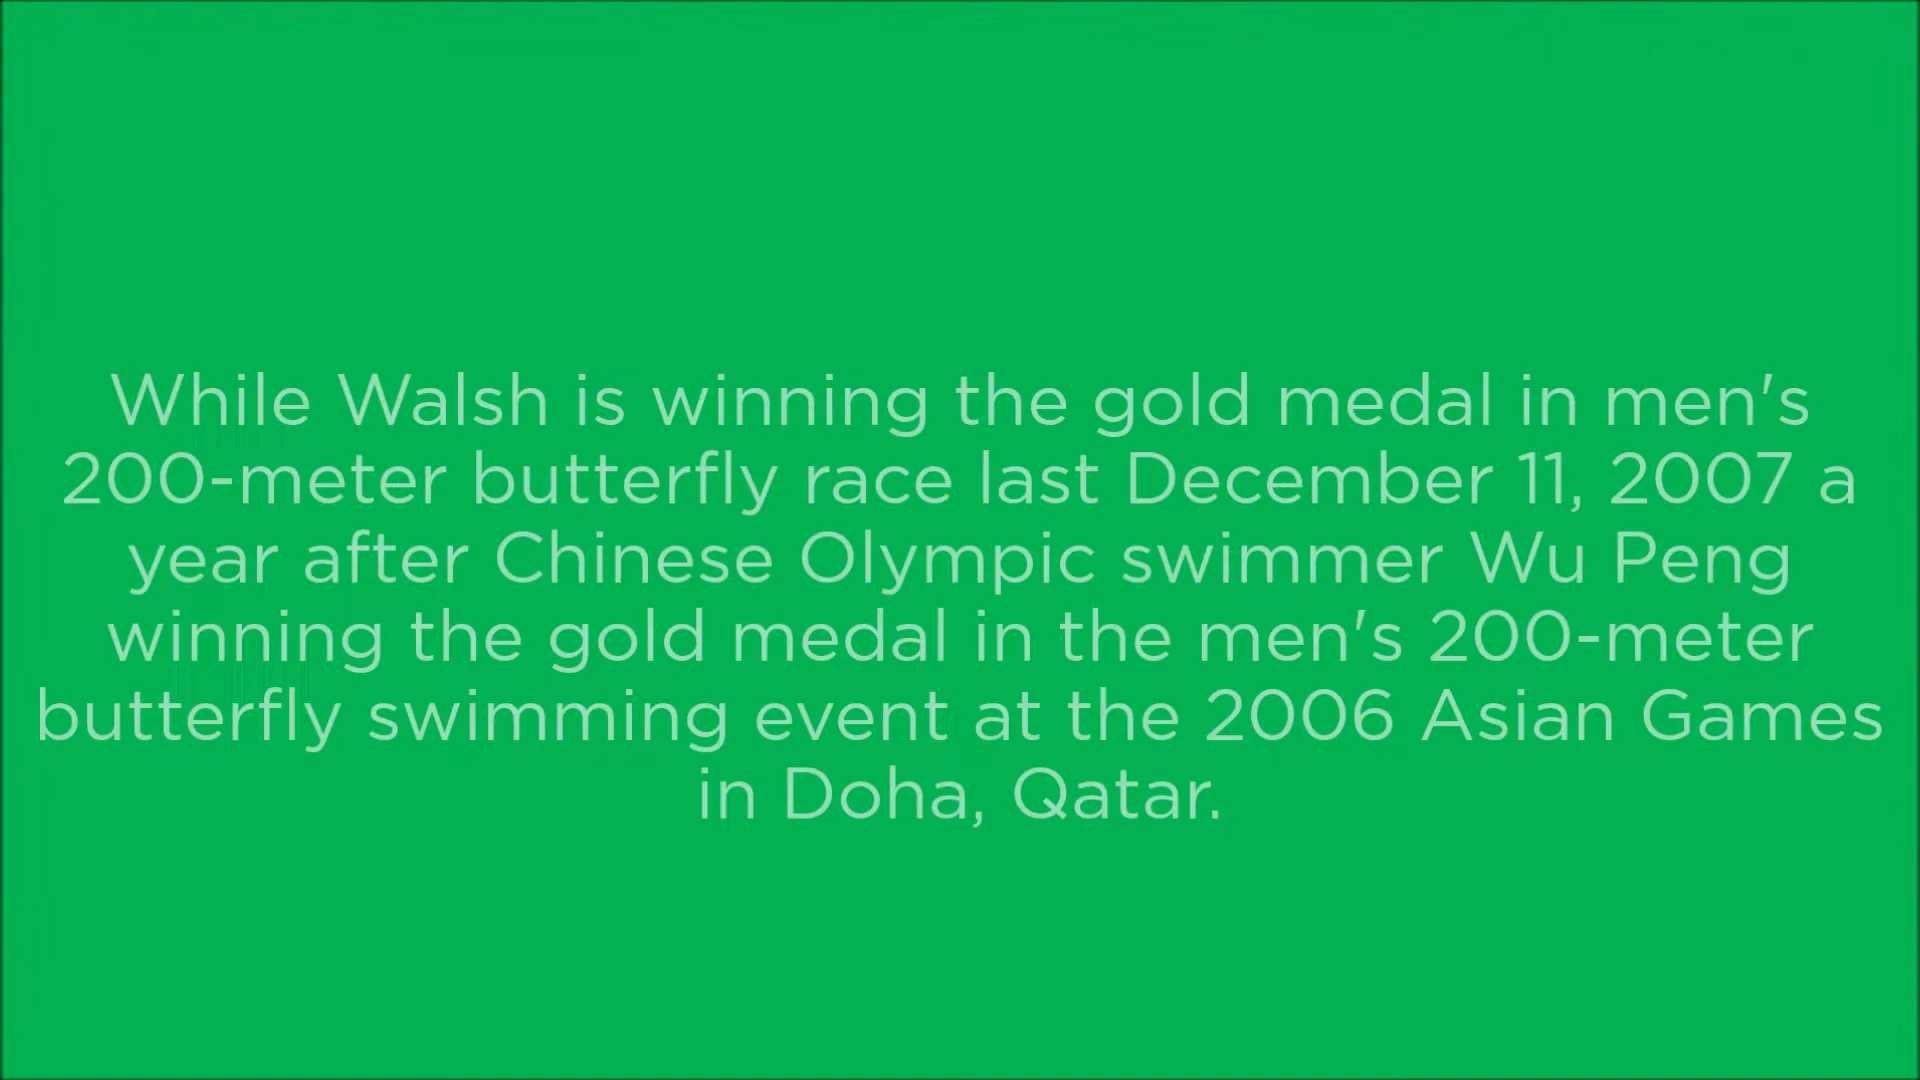 While Walsh is winning the gold medal in men's
200-meter butterfly race last December 11, 2007 a
year after Chinese Olympic swimmer Wu Peng
winning the gold medal in the men's 200-meter
butterfly swimming event at the 2006 Asian Games
in Doha, Qatar.